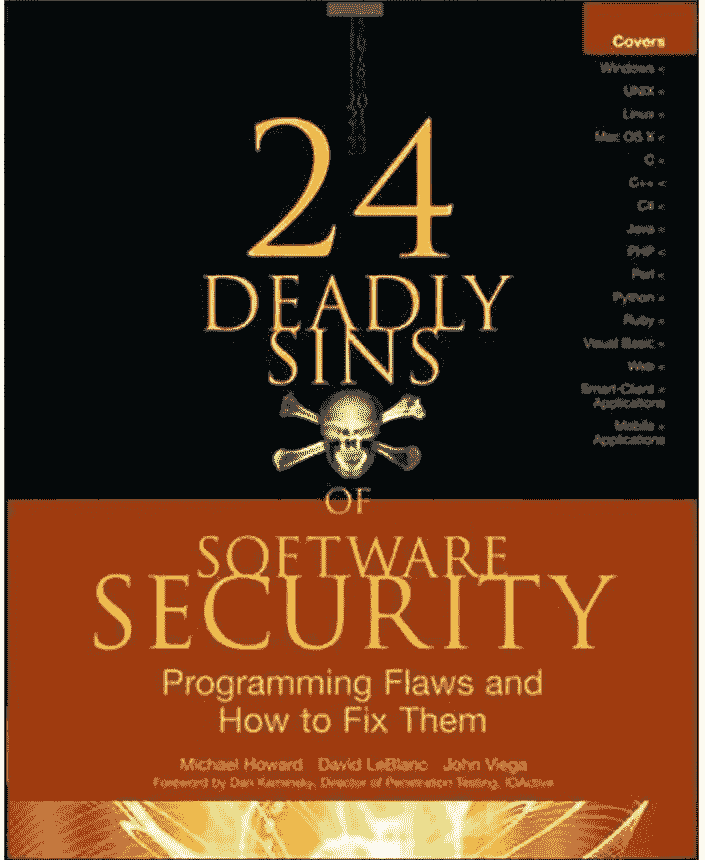 Covers
Windows
UNIX
Linux
Mac OS X
C
C++
C#
Java
PHP
Perl
Python
Ruby
Visual Basic
Web
Smart-Client
Applications
Mobile
Applications
24
DEADLY
SINS
OF
SOFTWARE
SECURITY
Programming Flaws and
How to Fix Them
Michael Howard David LeBlanc John Viega
Foreword by Dan Kaminsky, Director of Penetration Testing, IOActive